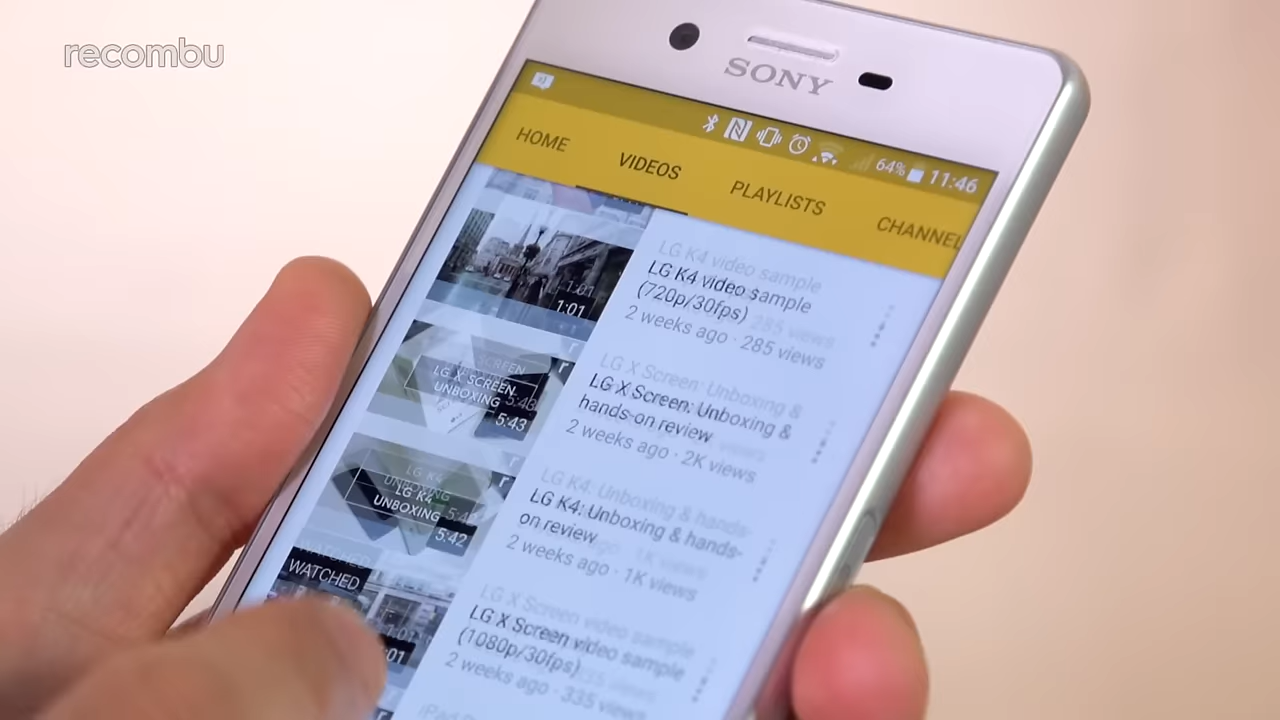 recombu
SONY
64% 11:46
HOME VIDEOS PLAYLISTS CHANNEL
1:01
LG K4 video sample
(720p/30fps)
2 weeks ago · 285 views
LG X SCREEN
UNBOXING
5:43
LG X Screen: Unboxing &
hands-on review
2 weeks ago · 2K views
LG K4
UNBOXING
5:42
LG K4: Unboxing & hands-
on review
2 weeks ago · 1K views
WATCHED
:01
LG X Screen video sample
(1080p/30fps)
2 weeks ago · 335 views
iPad